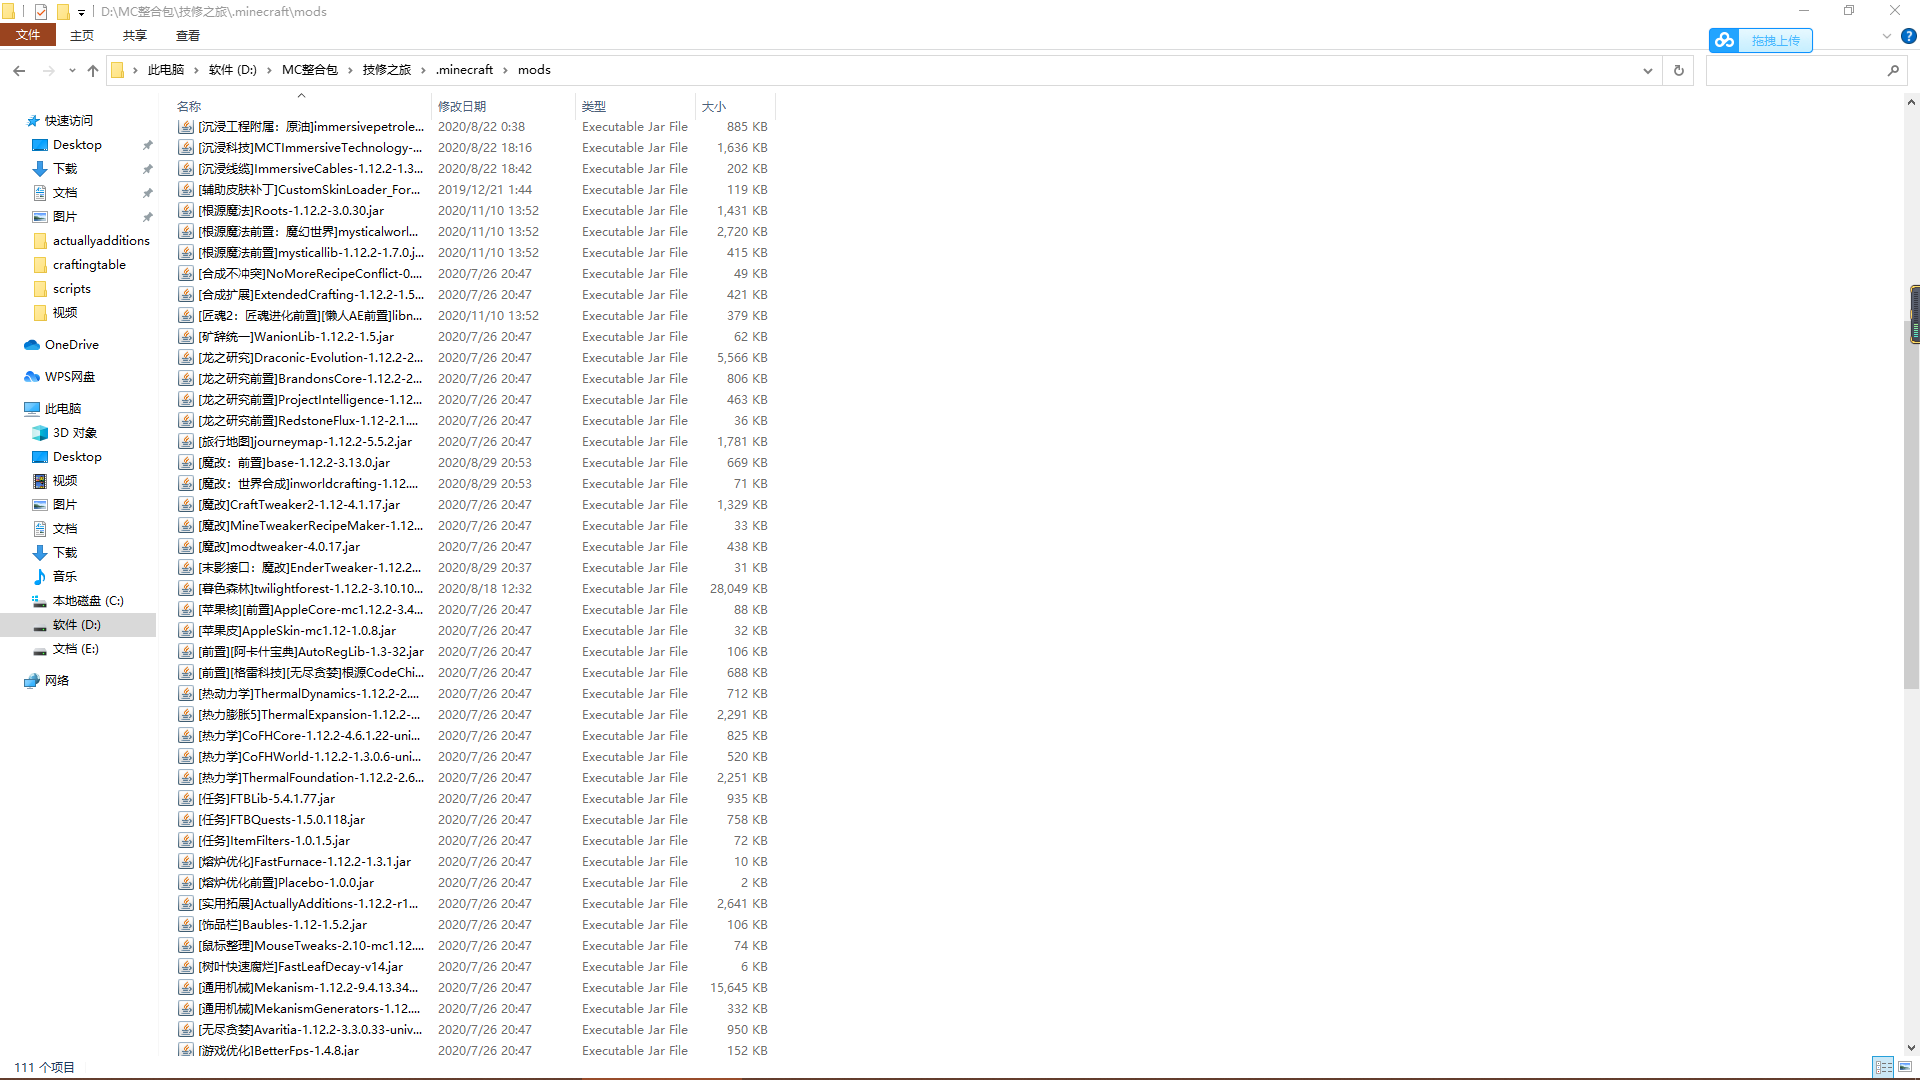 D:\MC整合包\技修之旅\.minecraft\mods
文件 主页 共享 查看
拖拽上传
此电脑 软件 (D:) MC整合包 技修之旅 .minecraft mods
名称 修改日期 类型 大小
快速访问
Desktop
下载
文档
图片
actuallyadditions
craftingtable
scripts
视频
OneDrive
WPS网盘
此电脑
3D 对象
Desktop
视频
图片
文档
下载
音乐
本地磁盘 (C:)
软件 (D:)
文档 (E:)
网络
[沉浸工程附属：原油]immersivepetrole... 2020/8/22 0:38 Executable Jar File 885 KB
[沉浸科技]MCTImmersiveTechnology-... 2020/8/22 18:16 Executable Jar File 1,636 KB
[沉浸线缆]ImmersiveCables-1.12.2-1.3... 2020/8/22 18:42 Executable Jar File 202 KB
[辅助皮肤补丁]CustomSkinLoader_For... 2019/12/21 1:44 Executable Jar File 119 KB
[根源魔法]Roots-1.12.2-3.0.30.jar 2020/11/10 13:52 Executable Jar File 1,431 KB
[根源魔法前置：魔幻世界]mysticalworl... 2020/11/10 13:52 Executable Jar File 2,720 KB
[根源魔法前置]mysticallib-1.12.2-1.7.0.j... 2020/11/10 13:52 Executable Jar File 415 KB
[合成不冲突]NoMoreRecipeConflict-0.... 2020/7/26 20:47 Executable Jar File 49 KB
[合成扩展]ExtendedCrafting-1.12.2-1.5... 2020/7/26 20:47 Executable Jar File 421 KB
[匠魂2：匠魂进化前置][懒人AE前置]libn... 2020/11/10 13:52 Executable Jar File 379 KB
[矿辞统一]WanionLib-1.12.2-1.5.jar 2020/7/26 20:47 Executable Jar File 62 KB
[龙之研究]Draconic-Evolution-1.12.2-2... 2020/7/26 20:47 Executable Jar File 5,566 KB
[龙之研究前置]BrandonsCore-1.12.2-2... 2020/7/26 20:47 Executable Jar File 806 KB
[龙之研究前置]ProjectIntelligence-1.12... 2020/7/26 20:47 Executable Jar File 463 KB
[龙之研究前置]RedstoneFlux-1.12-2.1.... 2020/7/26 20:47 Executable Jar File 36 KB
[旅行地图]journeymap-1.12.2-5.5.2.jar 2020/7/26 20:47 Executable Jar File 1,781 KB
[魔改：前置]base-1.12.2-3.13.0.jar 2020/8/29 20:53 Executable Jar File 669 KB
[魔改：世界合成]inworldcrafting-1.12.... 2020/8/29 20:53 Executable Jar File 71 KB
[魔改]CraftTweaker2-1.12-4.1.17.jar 2020/7/26 20:47 Executable Jar File 1,329 KB
[魔改]MineTweakerRecipeMaker-1.12... 2020/7/26 20:47 Executable Jar File 33 KB
[魔改]modtweaker-4.0.17.jar 2020/7/26 20:47 Executable Jar File 438 KB
[末影接口：魔改]EnderTweaker-1.12.2... 2020/8/29 20:37 Executable Jar File 31 KB
[暮色森林]twilightforest-1.12.2-3.10.10... 2020/8/18 12:32 Executable Jar File 28,049 KB
[苹果核][前置]AppleCore-mc1.12.2-3.4... 2020/7/26 20:47 Executable Jar File 88 KB
[苹果皮]AppleSkin-mc1.12-1.0.8.jar 2020/7/26 20:47 Executable Jar File 32 KB
[前置][阿卡什宝典]AutoRegLib-1.3-32.jar 2020/7/26 20:47 Executable Jar File 106 KB
[前置][格雷科技][无尽贪婪]根源CodeChi... 2020/7/26 20:47 Executable Jar File 688 KB
[热动力学]ThermalDynamics-1.12.2-2.... 2020/7/26 20:47 Executable Jar File 712 KB
[热力膨胀5]ThermalExpansion-1.12.2-... 2020/7/26 20:47 Executable Jar File 2,291 KB
[热力学]CoFHCore-1.12.2-4.6.1.22-uni... 2020/7/26 20:47 Executable Jar File 825 KB
[热力学]CoFHWorld-1.12.2-1.3.0.6-uni... 2020/7/26 20:47 Executable Jar File 520 KB
[热力学]ThermalFoundation-1.12.2-2.6... 2020/7/26 20:47 Executable Jar File 2,251 KB
[任务]FTBLib-5.4.1.77.jar 2020/7/26 20:47 Executable Jar File 935 KB
[任务]FTBQuests-1.5.0.118.jar 2020/7/26 20:47 Executable Jar File 758 KB
[任务]ItemFilters-1.0.1.5.jar 2020/7/26 20:47 Executable Jar File 72 KB
[熔炉优化]FastFurnace-1.12.2-1.3.1.jar 2020/7/26 20:47 Executable Jar File 10 KB
[熔炉优化前置]Placebo-1.0.0.jar 2020/7/26 20:47 Executable Jar File 2 KB
[实用拓展]ActuallyAdditions-1.12.2-r1... 2020/7/26 20:47 Executable Jar File 2,641 KB
[饰品栏]Baubles-1.12-1.5.2.jar 2020/7/26 20:47 Executable Jar File 106 KB
[鼠标整理]MouseTweaks-2.10-mc1.12.... 2020/7/26 20:47 Executable Jar File 74 KB
[树叶快速腐烂]FastLeafDecay-v14.jar 2020/7/26 20:47 Executable Jar File 6 KB
[通用机械]Mekanism-1.12.2-9.4.13.34... 2020/7/26 20:47 Executable Jar File 15,645 KB
[通用机械]MekanismGenerators-1.12.... 2020/7/26 20:47 Executable Jar File 332 KB
[无尽贪婪]Avaritia-1.12.2-3.3.0.33-univ... 2020/7/26 20:47 Executable Jar File 950 KB
[游戏优化]BetterFps-1.4.8.jar 2020/7/26 20:47 Executable Jar File 152 KB
111 个项目